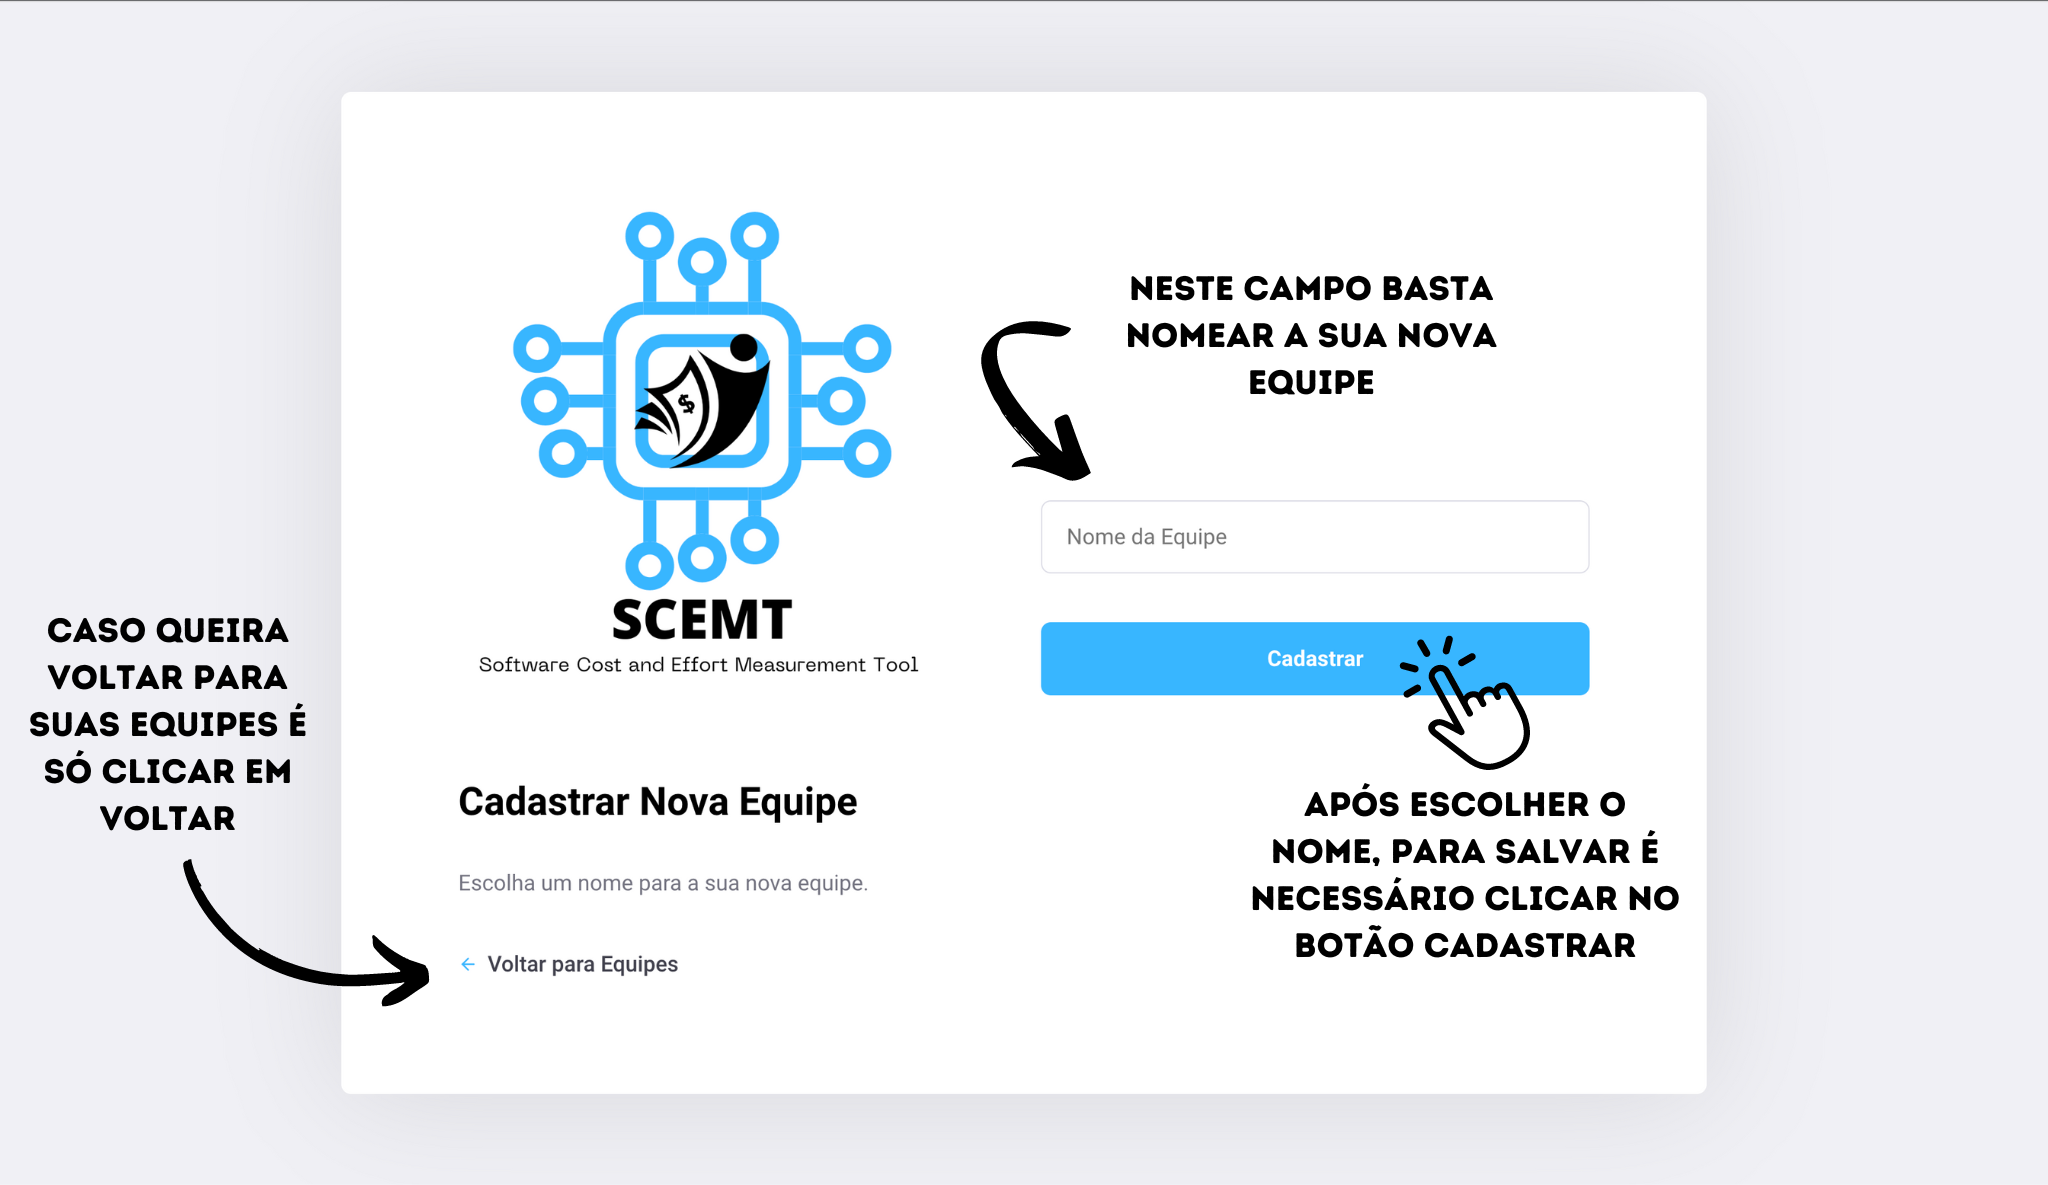 NESTE CAMPO BASTA
NOMEAR A SUA NOVA
EQUIPE
$
Nome da Equipe
SCEMT
Software Cost and Effort Measurement Tool
Cadastrar
CASO QUEIRA
VOLTAR PARA
SUAS EQUIPES É
SÓ CLICAR EM
VOLTAR
Cadastrar Nova Equipe
Escolha um nome para a sua nova equipe.
Voltar para Equipes
APÓS ESCOLHER O
NOME, PARA SALVAR É
NECESSÁRIO CLICAR NO
BOTÃO CADASTRAR